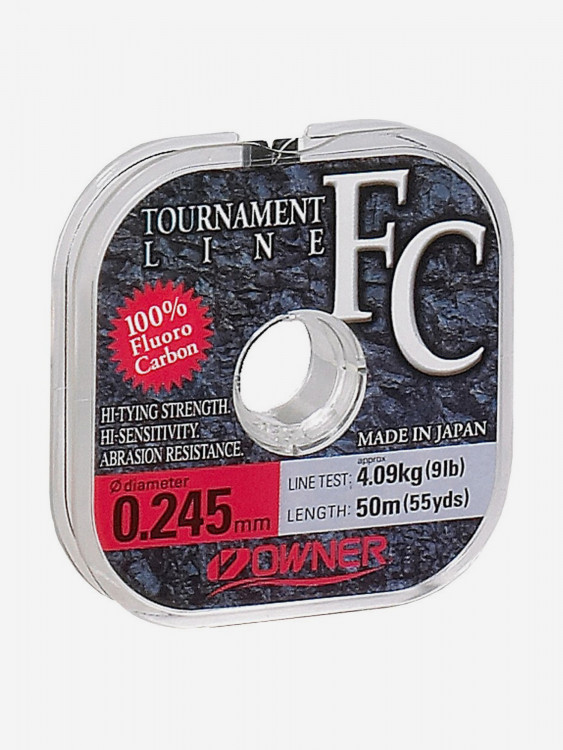 TOURNAMENT
LINE
FC
100%
Fluoro
Carbon
HI-TYING STRENGTH.
HI-SENSITIVITY.
ABRASION RESISTANCE.
MADE IN JAPAN
Ø diameter
0.245mm
approx
LINE TEST; 4.09kg(9lb)
LENGTH: 50m(55yds)
OWNER